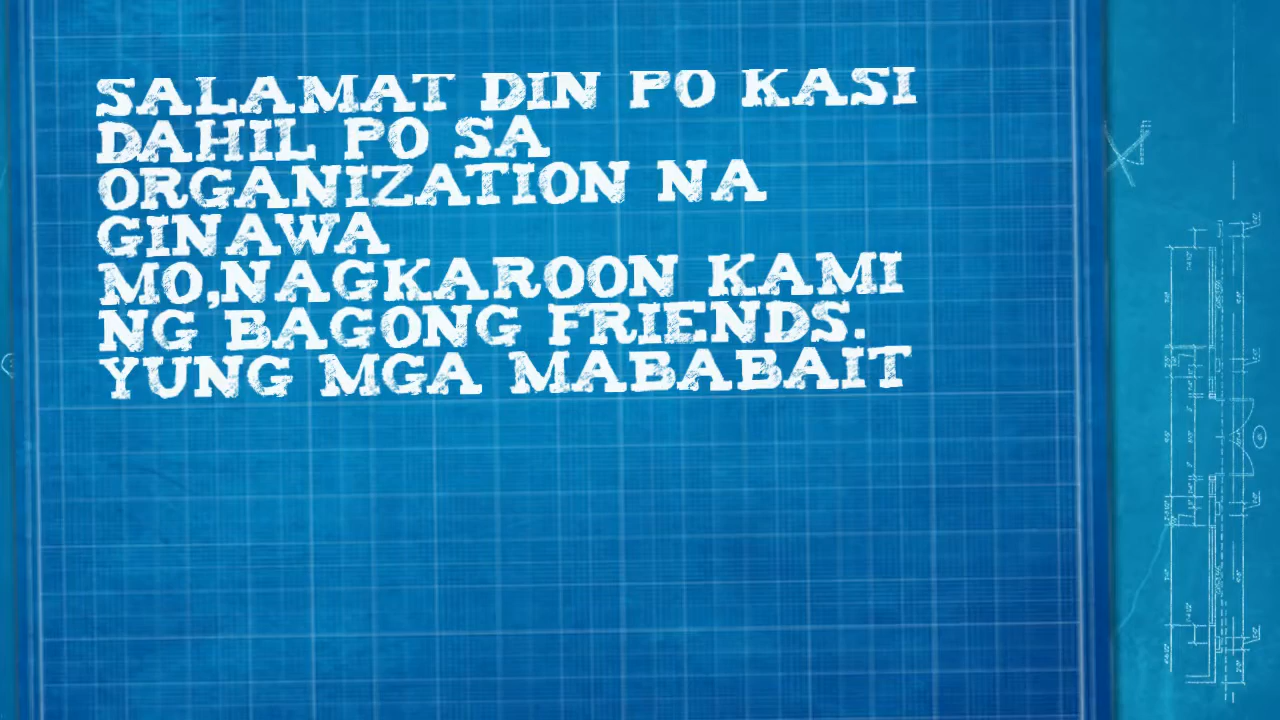 SALAMAT DIN PO KASI
DAHIL PO SA
ORGANIZATION NA
GINAWA
MO,NAGKAROON KAMI
NG BAGONG FRIENDS.
YUNG MGA MABABAIT